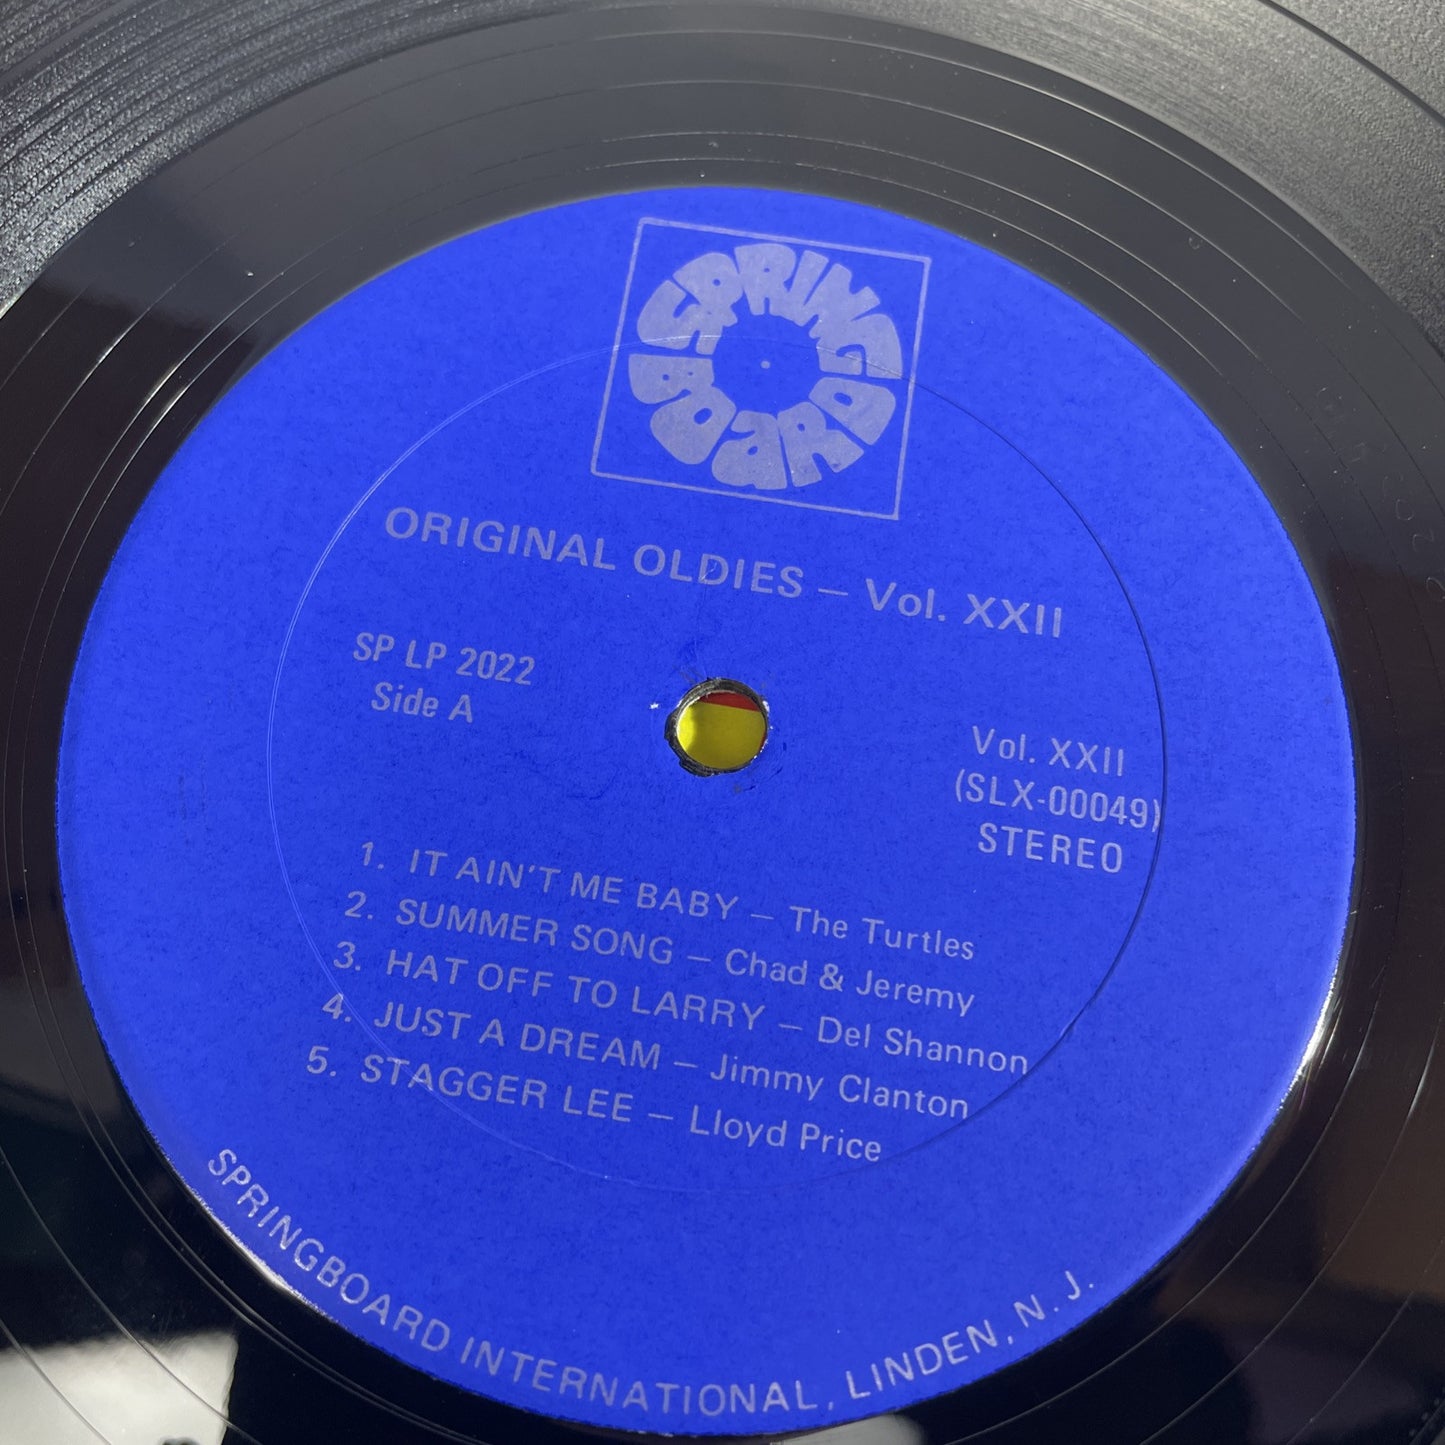 SPRINGBOARD
ORIGINAL OLDIES — Vol. XXII
SP LP 2022
Side A
Vol. XXII
(SLX-00049)
STEREO
1. IT AIN'T ME BABY — The Turtles
2. SUMMER SONG — Chad & Jeremy
3. HAT OFF TO LARRY — Del Shannon
4. JUST A DREAM — Jimmy Clanton
5. STAGGER LEE — Lloyd Price
SPRINGBOARD INTERNATIONAL, LINDEN, N. J.